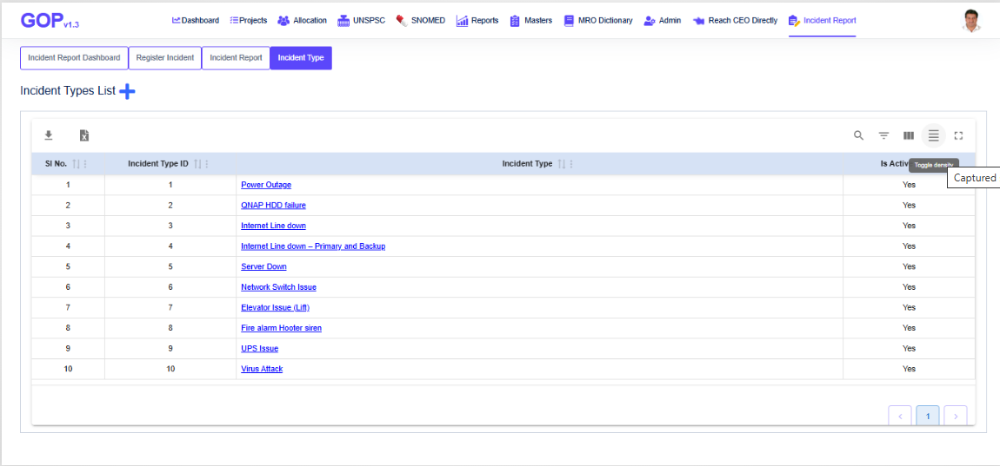 GOP v1.3
Dashboard Projects Allocation UNSPSC SNOMED Reports Masters MRO Dictionary Admin Reach CEO Directly Incident Report
Incident Report Dashboard Register Incident Incident Report Incident Type
Incident Types List
Sl No. Incident Type ID Incident Type Is Activ
Toggle density
Captured
1 1 Power Outage Yes
2 2 QNAP HDD failure Yes
3 3 Internet Line down Yes
4 4 Internet Line down – Primary and Backup Yes
5 5 Server Down Yes
6 6 Network Switch Issue Yes
7 7 Elevator Issue (Lift) Yes
8 8 Fire alarm Hooter siren Yes
9 9 UPS Issue Yes
10 10 Virus Attack Yes
1